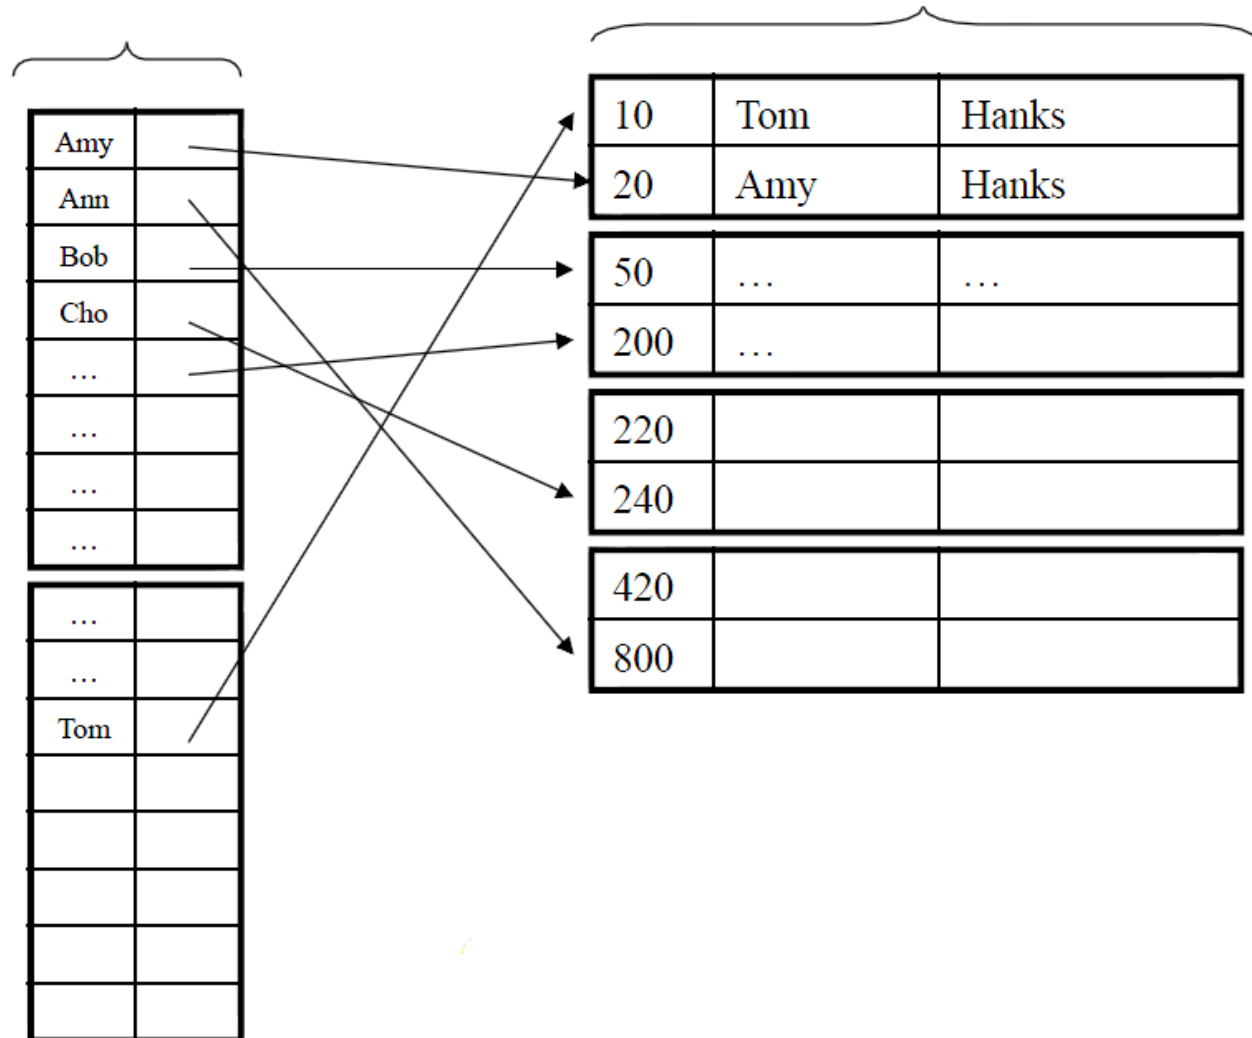 Amy
Ann
Bob
Cho
…
…
…
…
…
…
Tom
10 Tom Hanks
20 Amy Hanks
50 … …
200 …
220
240
420
800